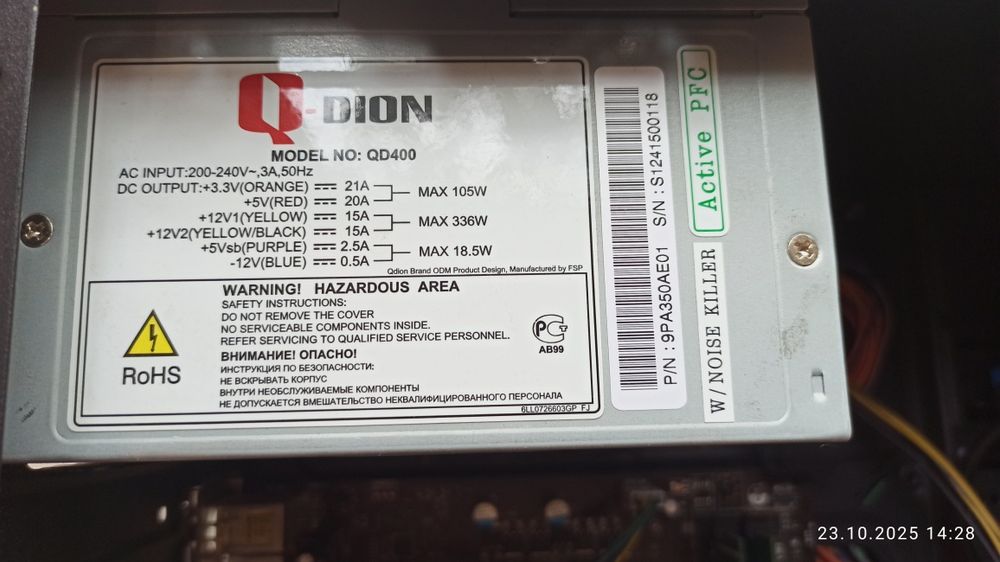 Q-DION
MODEL NO: QD400
AC INPUT:200-240V~,3A,50Hz
DC OUTPUT:+3.3V(ORANGE) 21A
+5V(RED) 20A
MAX 105W
+12V1(YELLOW) 15A
+12V2(YELLOW/BLACK) 15A
MAX 336W
+5Vsb(PURPLE) 2.5A
-12V(BLUE) 0.5A
MAX 18.5W
Qdion Brand ODM Product Design, Manufactured by FSP
WARNING! HAZARDOUS AREA
SAFETY INSTRUCTIONS:
DO NOT REMOVE THE COVER
NO SERVICEABLE COMPONENTS INSIDE.
REFER SERVICING TO QUALIFIED SERVICE PERSONNEL.
ВНИМАНИЕ! ОПАСНО!
ИНСТРУКЦИЯ ПО БЕЗОПАСНОСТИ:
НЕ ВСКРЫВАТЬ КОРПУС
ВНУТРИ НЕОБСЛУЖИВАЕМЫЕ КОМПОНЕНТЫ
НЕ ДОПУСКАЕТСЯ ВМЕШАТЕЛЬСТВО НЕКВАЛИФИЦИРОВАННОГО ПЕРСОНАЛА
RoHS
АВ99
6LL0726603GP FJ
P/N : 9PA350AE01 S/N : S1241500118
Active PFC
W/NOISE KILLER
23.10.2025 14:28